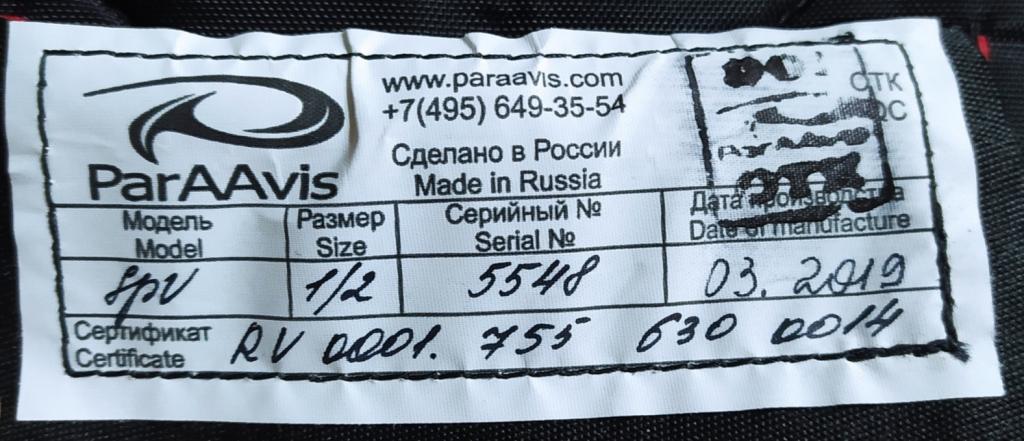 www.paraavis.com
+7(495) 649-35-54
ParAAvis
Сделано в России
Made in Russia
ОТК
QC
Модель
Model
Размер
Size
Серийный №
Serial №
Дата производства
Date of manufacture
1/2
5548
03. 2019
Сертификат
Certificate
RV 0001. 755 630 0014